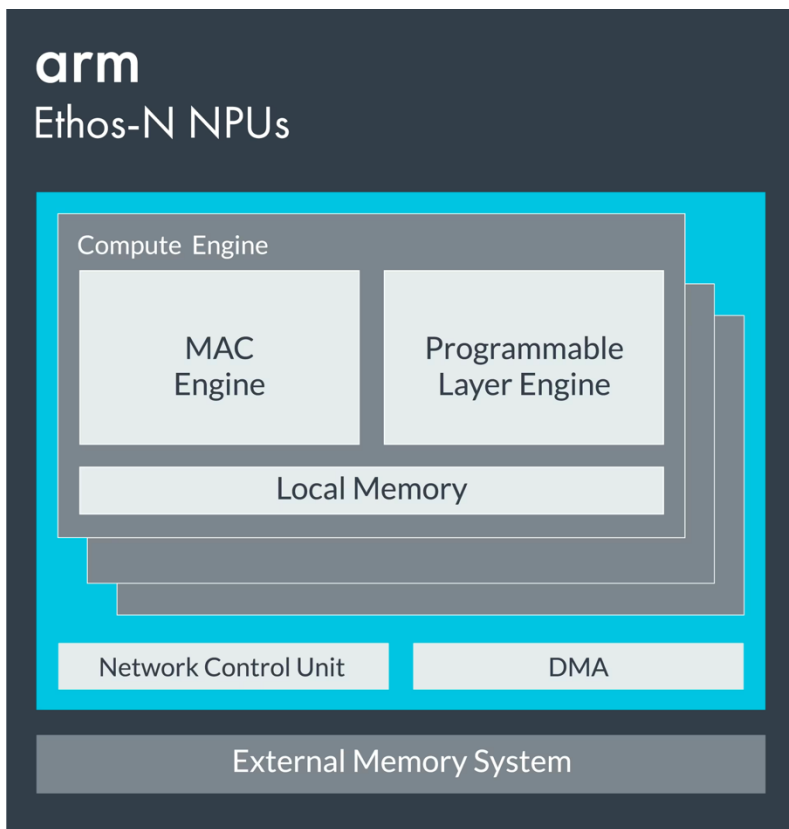 arm
Ethos-N NPUs
Compute Engine
MAC
Engine
Programmable
Layer Engine
Local Memory
Network Control Unit
DMA
External Memory System